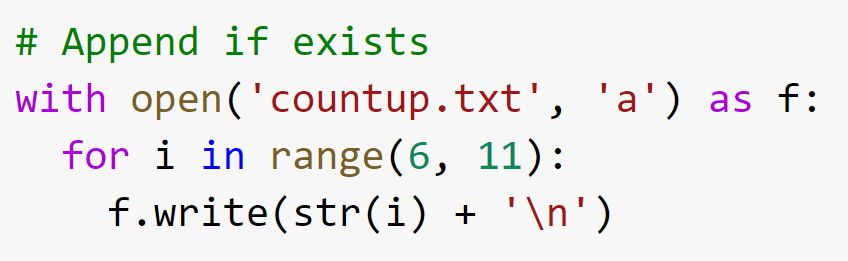 # Append if exists
with open('countup.txt', 'a') as f:
  for i in range(6, 11):
    f.write(str(i) + '\n')